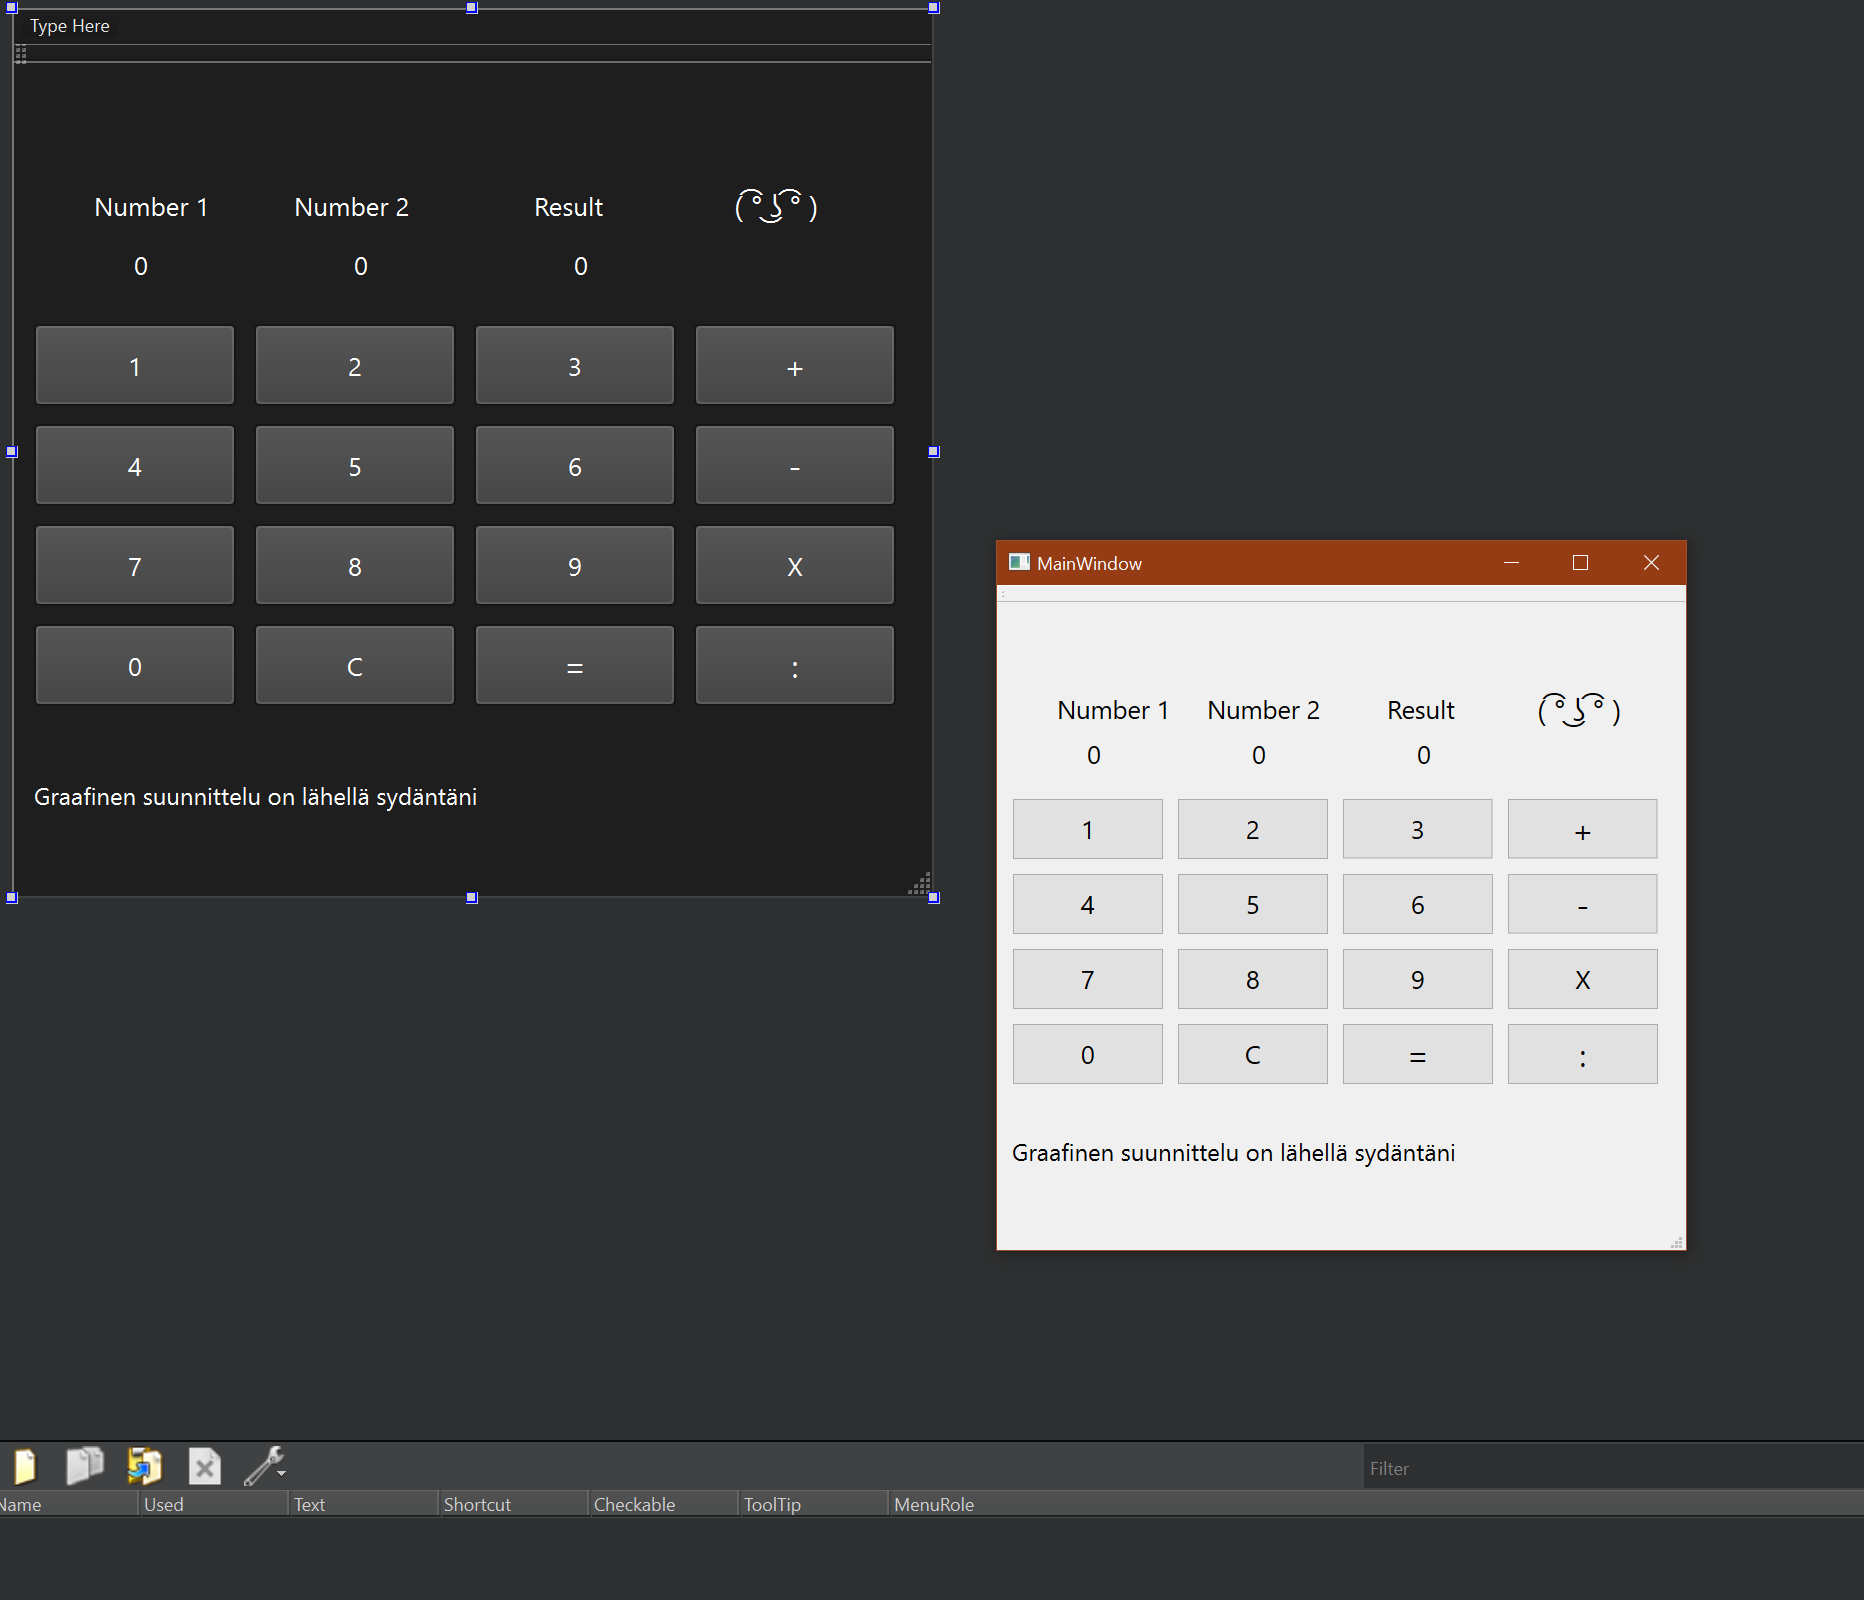 Type Here
Number 1 Number 2 Result ( ͡° ͜ʖ ͡° )
0 0 0
1 2 3 +
4 5 6 -
7 8 9 X
0 C = :
Graafinen suunnittelu on lähellä sydäntäni
MainWindow
Number 1 Number 2 Result ( ͡° ͜ʖ ͡° )
0 0 0
1 2 3 +
4 5 6 -
7 8 9 X
0 C = :
Graafinen suunnittelu on lähellä sydäntäni
Filter
Name Used Text Shortcut Checkable ToolTip MenuRole